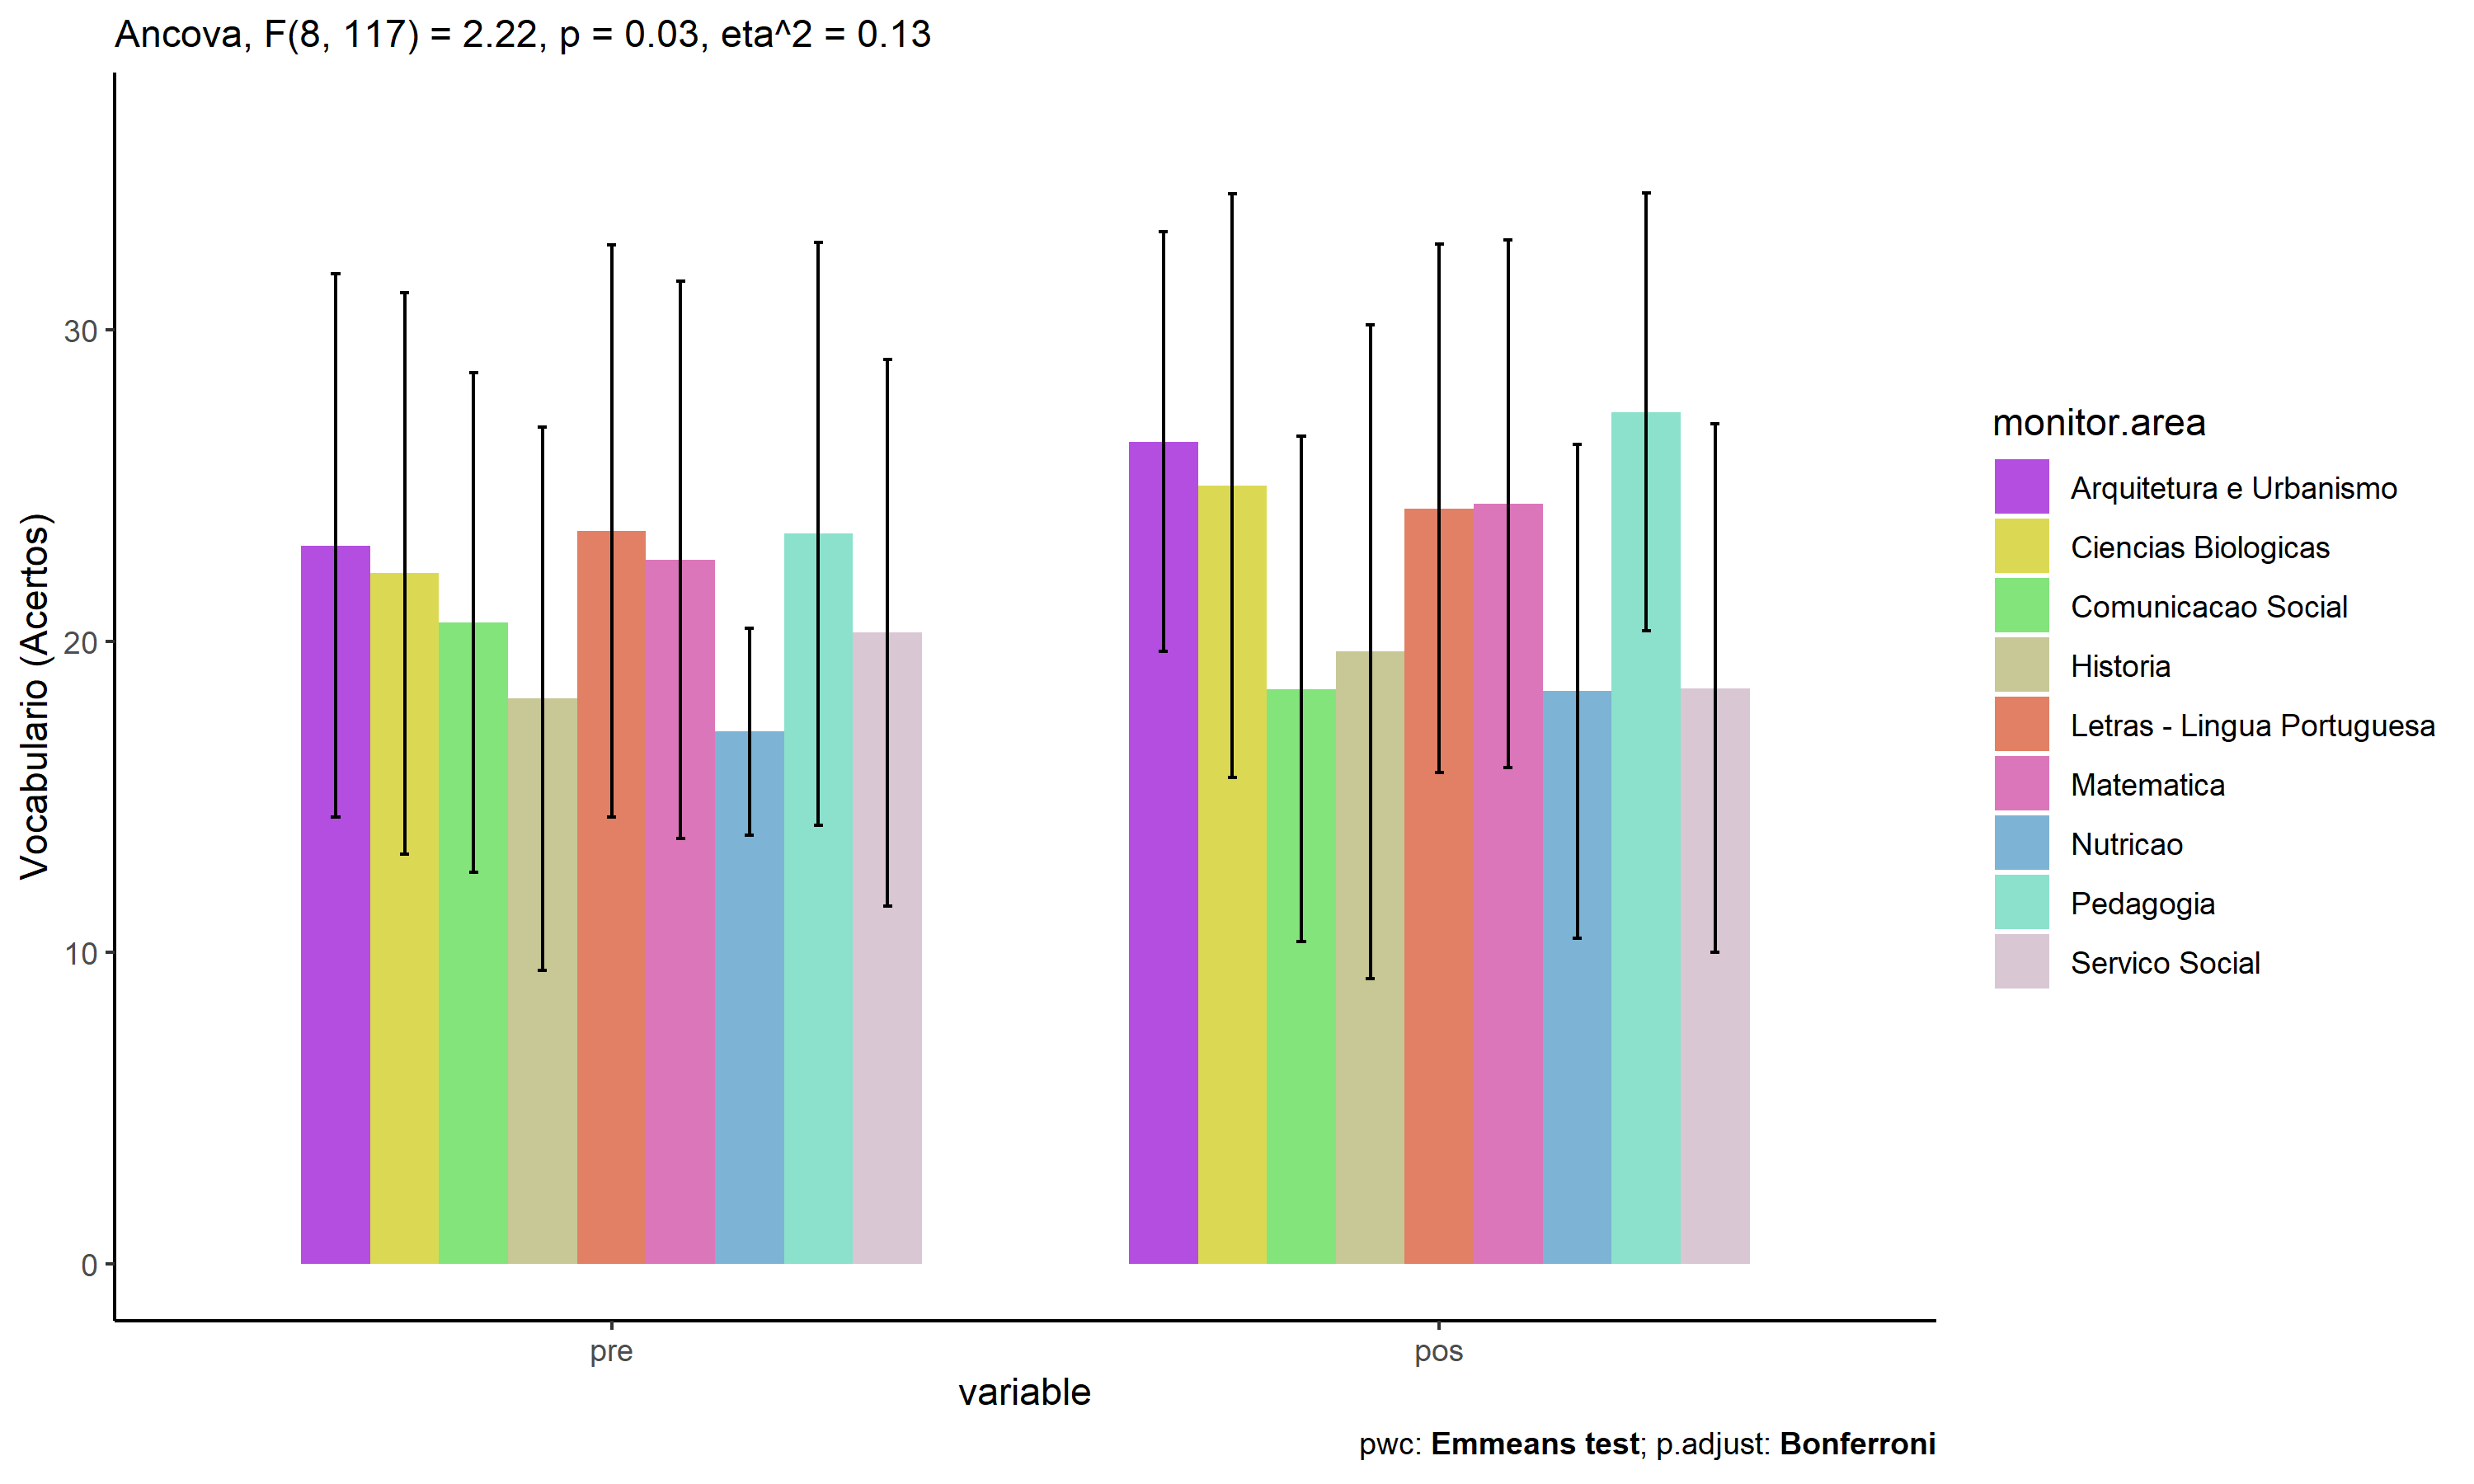 Ancova, F(8, 117) = 2.22, p = 0.03, eta^2 = 0.13
Vocabulario (Acertos)
30
20
10
0
pre
pos
variable
monitor.area
Arquitetura e Urbanismo
Ciencias Biologicas
Comunicacao Social
Historia
Letras - Lingua Portuguesa
Matematica
Nutricao
Pedagogia
Servico Social
pwc: Emmeans test; p.adjust: Bonferroni